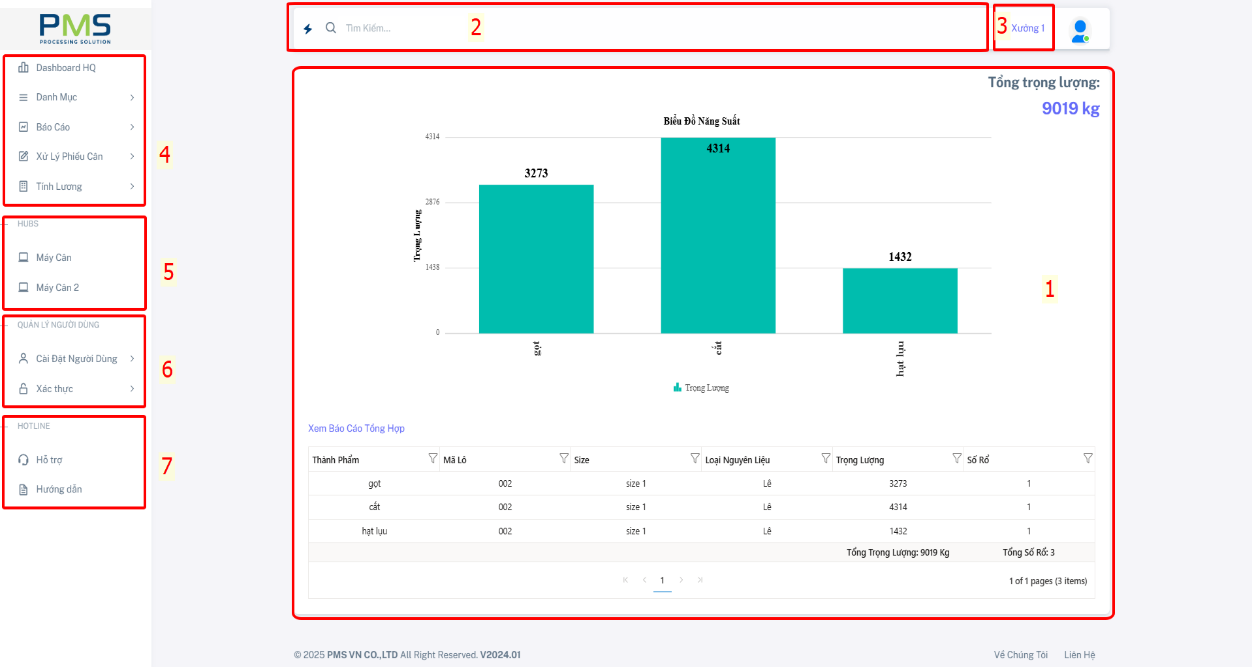 PMS
PROCESSING SOLUTION
Dashboard HQ
Danh Mục
Báo Cáo
Xử Lý Phiếu Cân
Tính Lương
4
HUBS
Máy Cân
Máy Cân 2
5
QUẢN LÝ NGƯỜI DÙNG
Cài Đặt Người Dùng
Xác thực
6
HOTLINE
Hỗ trợ
Hướng dẫn
7
Tìm Kiếm...
2
3 Xưởng 1
Tổng trọng lượng:
9019 kg
Biểu Đồ Năng Suất
Trọng Lượng
4314
2876
1438
0
3273
4314
1432
gọt
cắt
hạt lựu
Trọng Lượng
1
Xem Báo Cáo Tổng Hợp
Thành Phẩm Mã Lô Size Loại Nguyên Liệu Trọng Lượng Số Rổ
gọt 002 size 1 Lê 3273 1
cắt 002 size 1 Lê 4314 1
hạt lựu 002 size 1 Lê 1432 1
Tổng Trọng Lượng: 9019 Kg Tổng Số Rổ: 3
1
1 of 1 pages (3 items)
© 2025 PMS VN CO.,LTD All Right Reserved. V2024.01
Về Chúng Tôi Liên Hệ